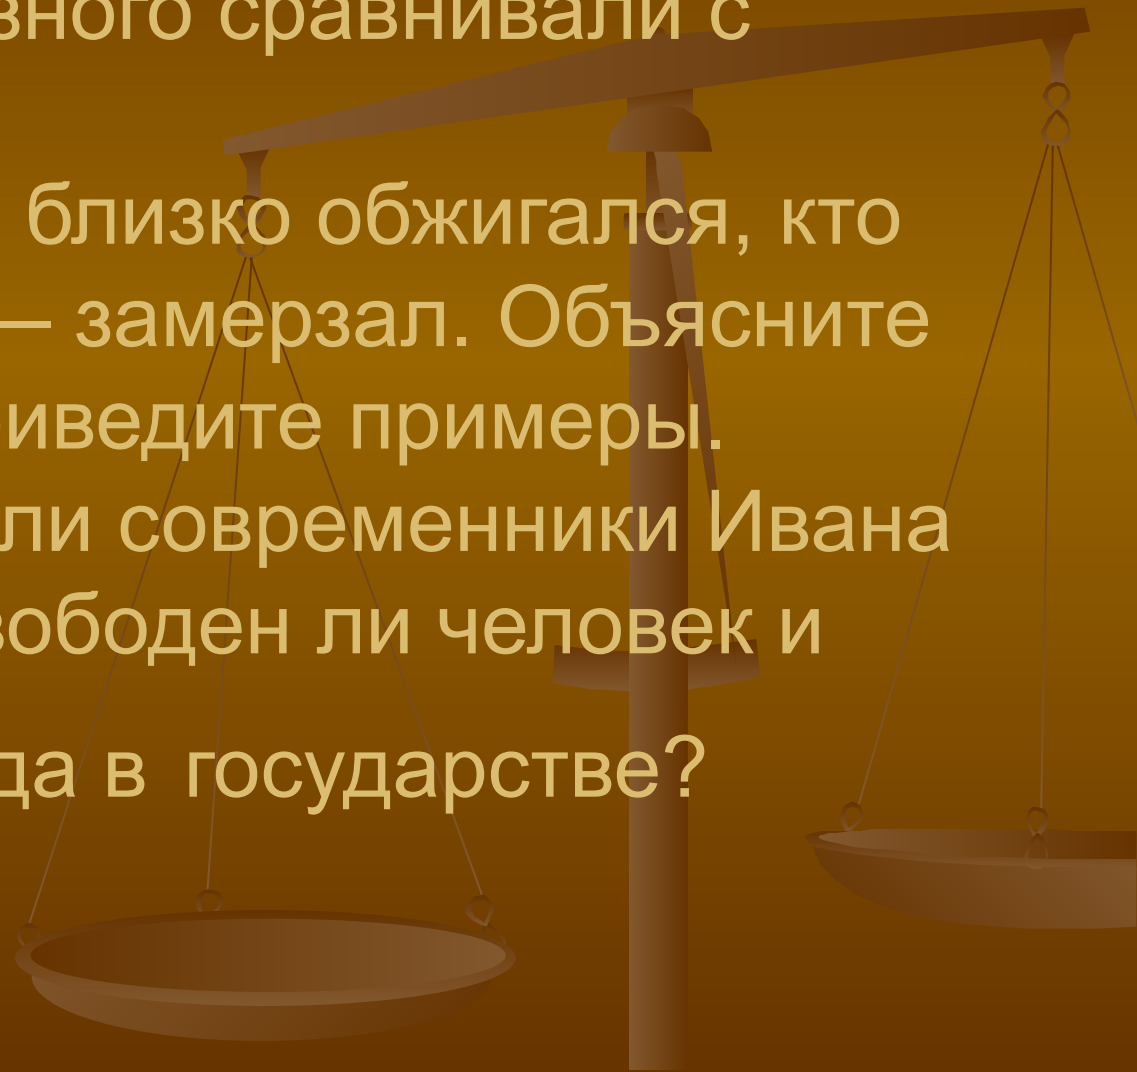 зного сравнивали с
близко обжигался, кто
— замерзал. Объясните
иведите примеры.
ли современники Ивана
вободен ли человек и
да в государстве?